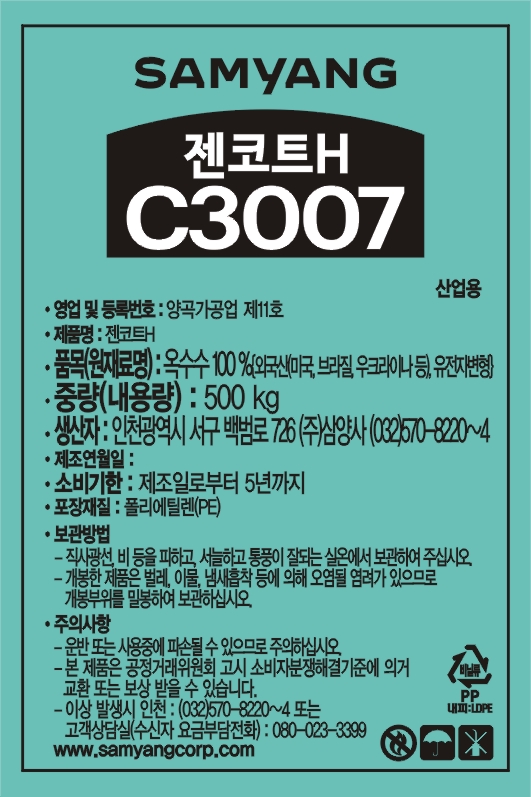 SAMYANG
젠코트H
C3007
산업용
• 영업 및 등록번호 : 양곡가공업 제11호
• 제품명 : 젠코트H
• 품목(원재료명) : 옥수수 100 %{외국산(미국, 브라질, 우크라이나 등), 유전자변형}
• 중량(내용량) : 500 kg
• 생산자 : 인천광역시 서구 백범로 726 (주)삼양사 (032)570-8220~4
• 제조연월일 :
• 소비기한 : 제조일로부터 5년까지
• 포장재질 : 폴리에틸렌(PE)
• 보관방법
- 직사광선, 비 등을 피하고, 서늘하고 통풍이 잘되는 실온에서 보관하여 주십시오.
- 개봉한 제품은 벌레, 이물, 냄새흡착 등에 의해 오염될 염려가 있으므로
개봉부위를 밀봉하여 보관하십시오.
• 주의사항
- 운반 또는 사용중에 파손될 수 있으므로 주의하십시오.
- 본 제품은 공정거래위원회 고시 소비자분쟁해결기준에 의거
교환 또는 보상 받을 수 있습니다.
- 이상 발생시 인천 : (032)570-8220~4 또는
고객상담실(수신자 요금부담전화) : 080-023-3399
www.samyangcorp.com
비닐류
PP
내피:LDPE